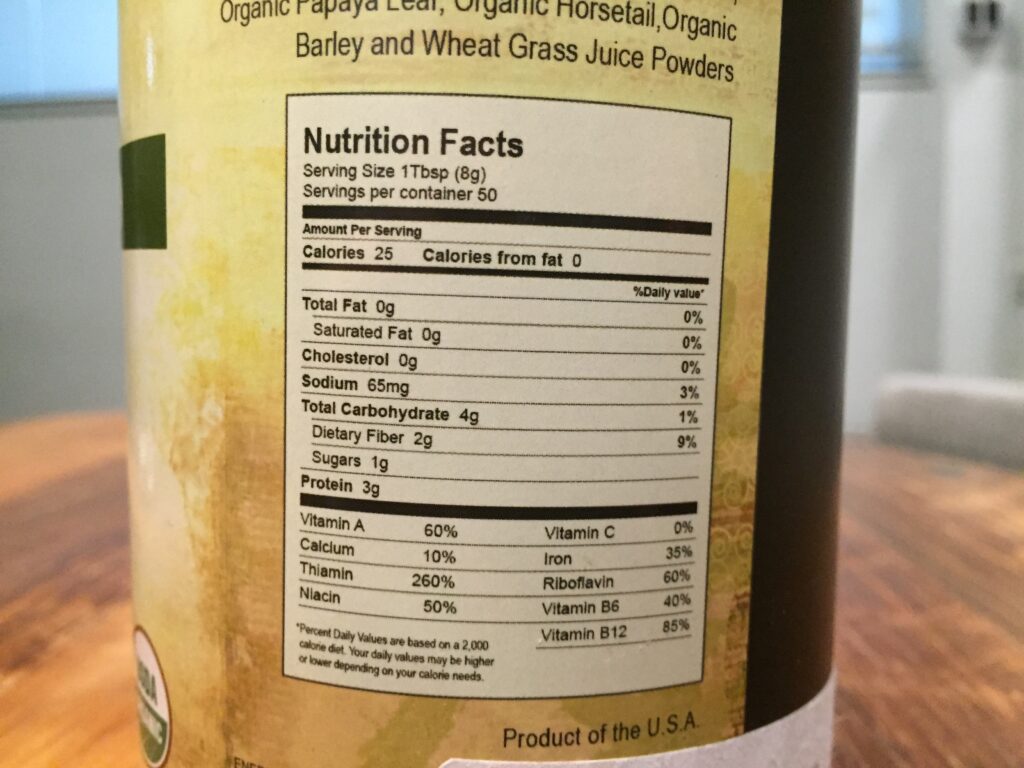 Organic Papaya Leaf, Organic Horsetail,Organic
Barley and Wheat Grass Juice Powders
Nutrition Facts
Serving Size 1Tbsp (8g)
Servings per container 50
Amount Per Serving
Calories 25 Calories from fat 0
%Daily value*
Total Fat 0g 0%
Saturated Fat 0g 0%
Cholesterol 0g 0%
Sodium 65mg 3%
Total Carbohydrate 4g 1%
Dietary Fiber 2g 9%
Sugars 1g
Protein 3g
Vitamin A 60% Vitamin C 0%
Calcium 10% Iron 35%
Thiamin 260% Riboflavin 60%
Niacin 50% Vitamin B6 40%
Vitamin B12 85%
*Percent Daily Values are based on a 2,000
calorie diet. Your daily values may be higher
or lower depending on your calorie needs.
Product of the U.S.A.